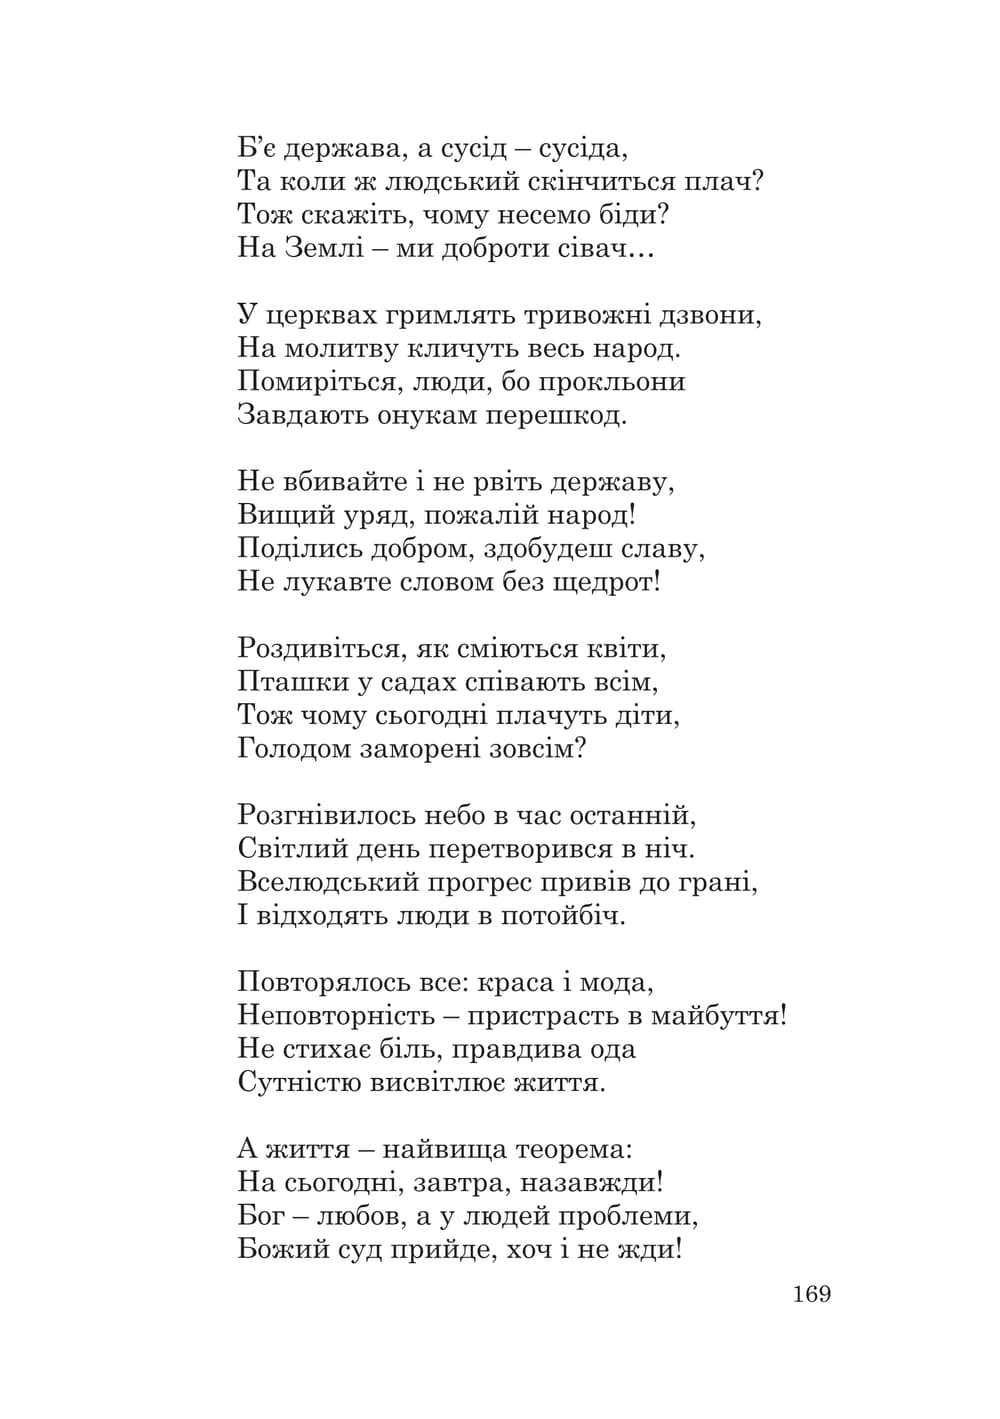 Б’є держава, а сусід – сусіда,
Та коли ж людський скінчиться плач?
Тож скажіть, чому несемо біди?
На Землі – ми доброти сівач…

У церквах гримлять тривожні дзвони,
На молитву кличуть весь народ.
Помиріться, люди, бо прокльони
Завдають онукам перешкод.

Не вбивайте і не рвіть державу,
Вищий уряд, пожалій народ!
Поділись добром, здобудеш славу,
Не лукавте словом без щедрот!

Роздивіться, як сміються квіти,
Пташки у садах співають всім,
Тож чому сьогодні плачуть діти,
Голодом заморені зовсім?

Розгнівилось небо в час останній,
Світлий день перетворився в ніч.
Вселюдський прогрес привів до грані,
І відходять люди в потойбіч.

Повторялось все: краса і мода,
Неповторність – пристрасть в майбуття!
Не стихає біль, правдива ода
Сутністю висвітлює життя.

А життя – найвища теорема:
На сьогодні, завтра, назавжди!
Бог – любов, а у людей проблеми,
Божий суд прийде, хоч і не жди!

169